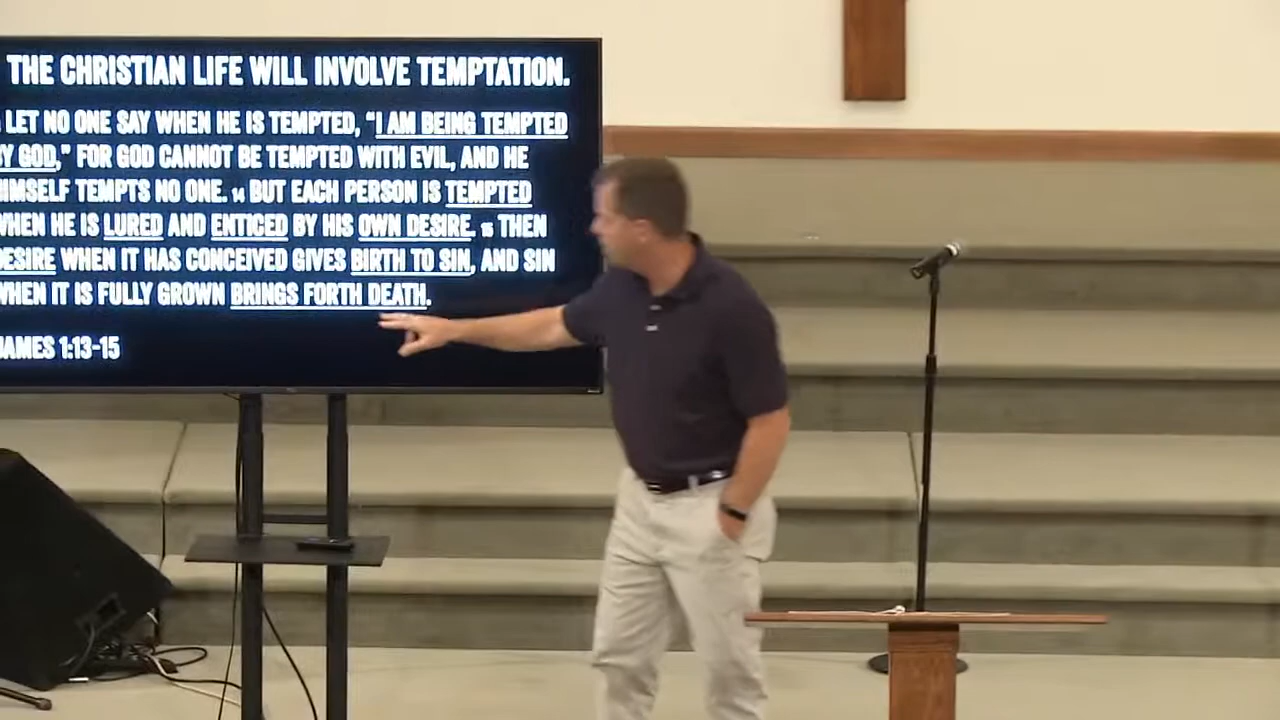 THE CHRISTIAN LIFE WILL INVOLVE TEMPTATION.
LET NO ONE SAY WHEN HE IS TEMPTED, “I AM BEING TEMPTED
BY GOD,” FOR GOD CANNOT BE TEMPTED WITH EVIL, AND HE
HIMSELF TEMPTS NO ONE. 14 BUT EACH PERSON IS TEMPTED
WHEN HE IS LURED AND ENTICED BY HIS OWN DESIRE. 15 THEN
DESIRE WHEN IT HAS CONCEIVED GIVES BIRTH TO SIN, AND SIN
WHEN IT IS FULLY GROWN BRINGS FORTH DEATH.
JAMES 1:13-15